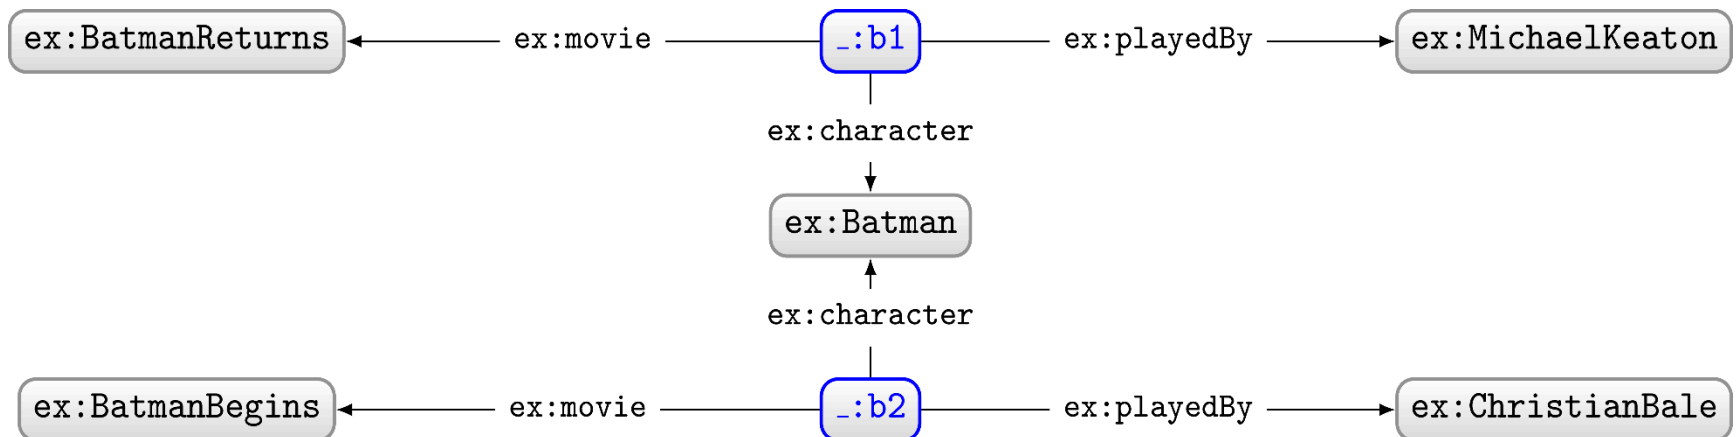 ex:BatmanReturns ex:movie _:b1 ex:playedBy ex:MichaelKeaton
ex:character
ex:Batman
ex:character
ex:BatmanBegins ex:movie _:b2 ex:playedBy ex:ChristianBale